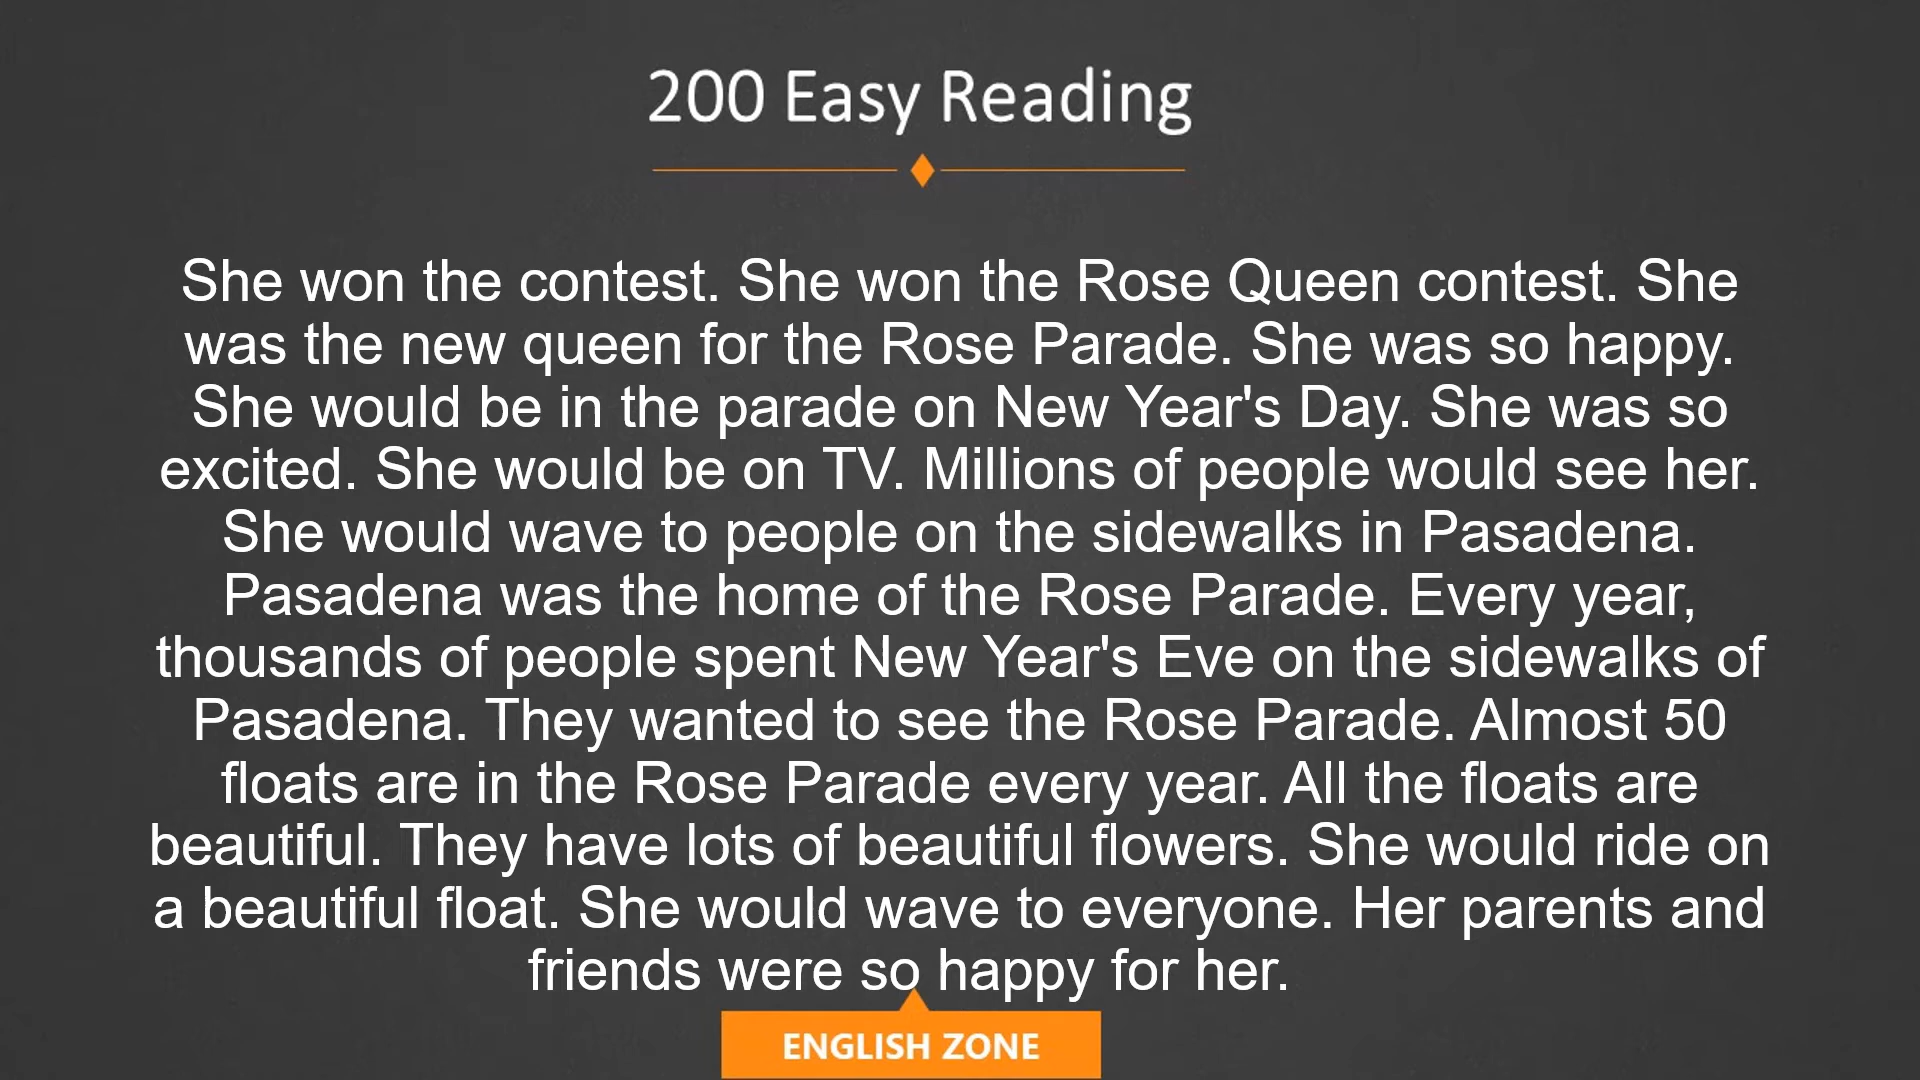 200 Easy Reading
She won the contest. She won the Rose Queen contest. She
was the new queen for the Rose Parade. She was so happy.
She would be in the parade on New Year's Day. She was so
excited. She would be on TV. Millions of people would see her.
She would wave to people on the sidewalks in Pasadena.
Pasadena was the home of the Rose Parade. Every year,
thousands of people spent New Year's Eve on the sidewalks of
Pasadena. They wanted to see the Rose Parade. Almost 50
floats are in the Rose Parade every year. All the floats are
beautiful. They have lots of beautiful flowers. She would ride on
a beautiful float. She would wave to everyone. Her parents and
friends were so happy for her.
ENGLISH ZONE